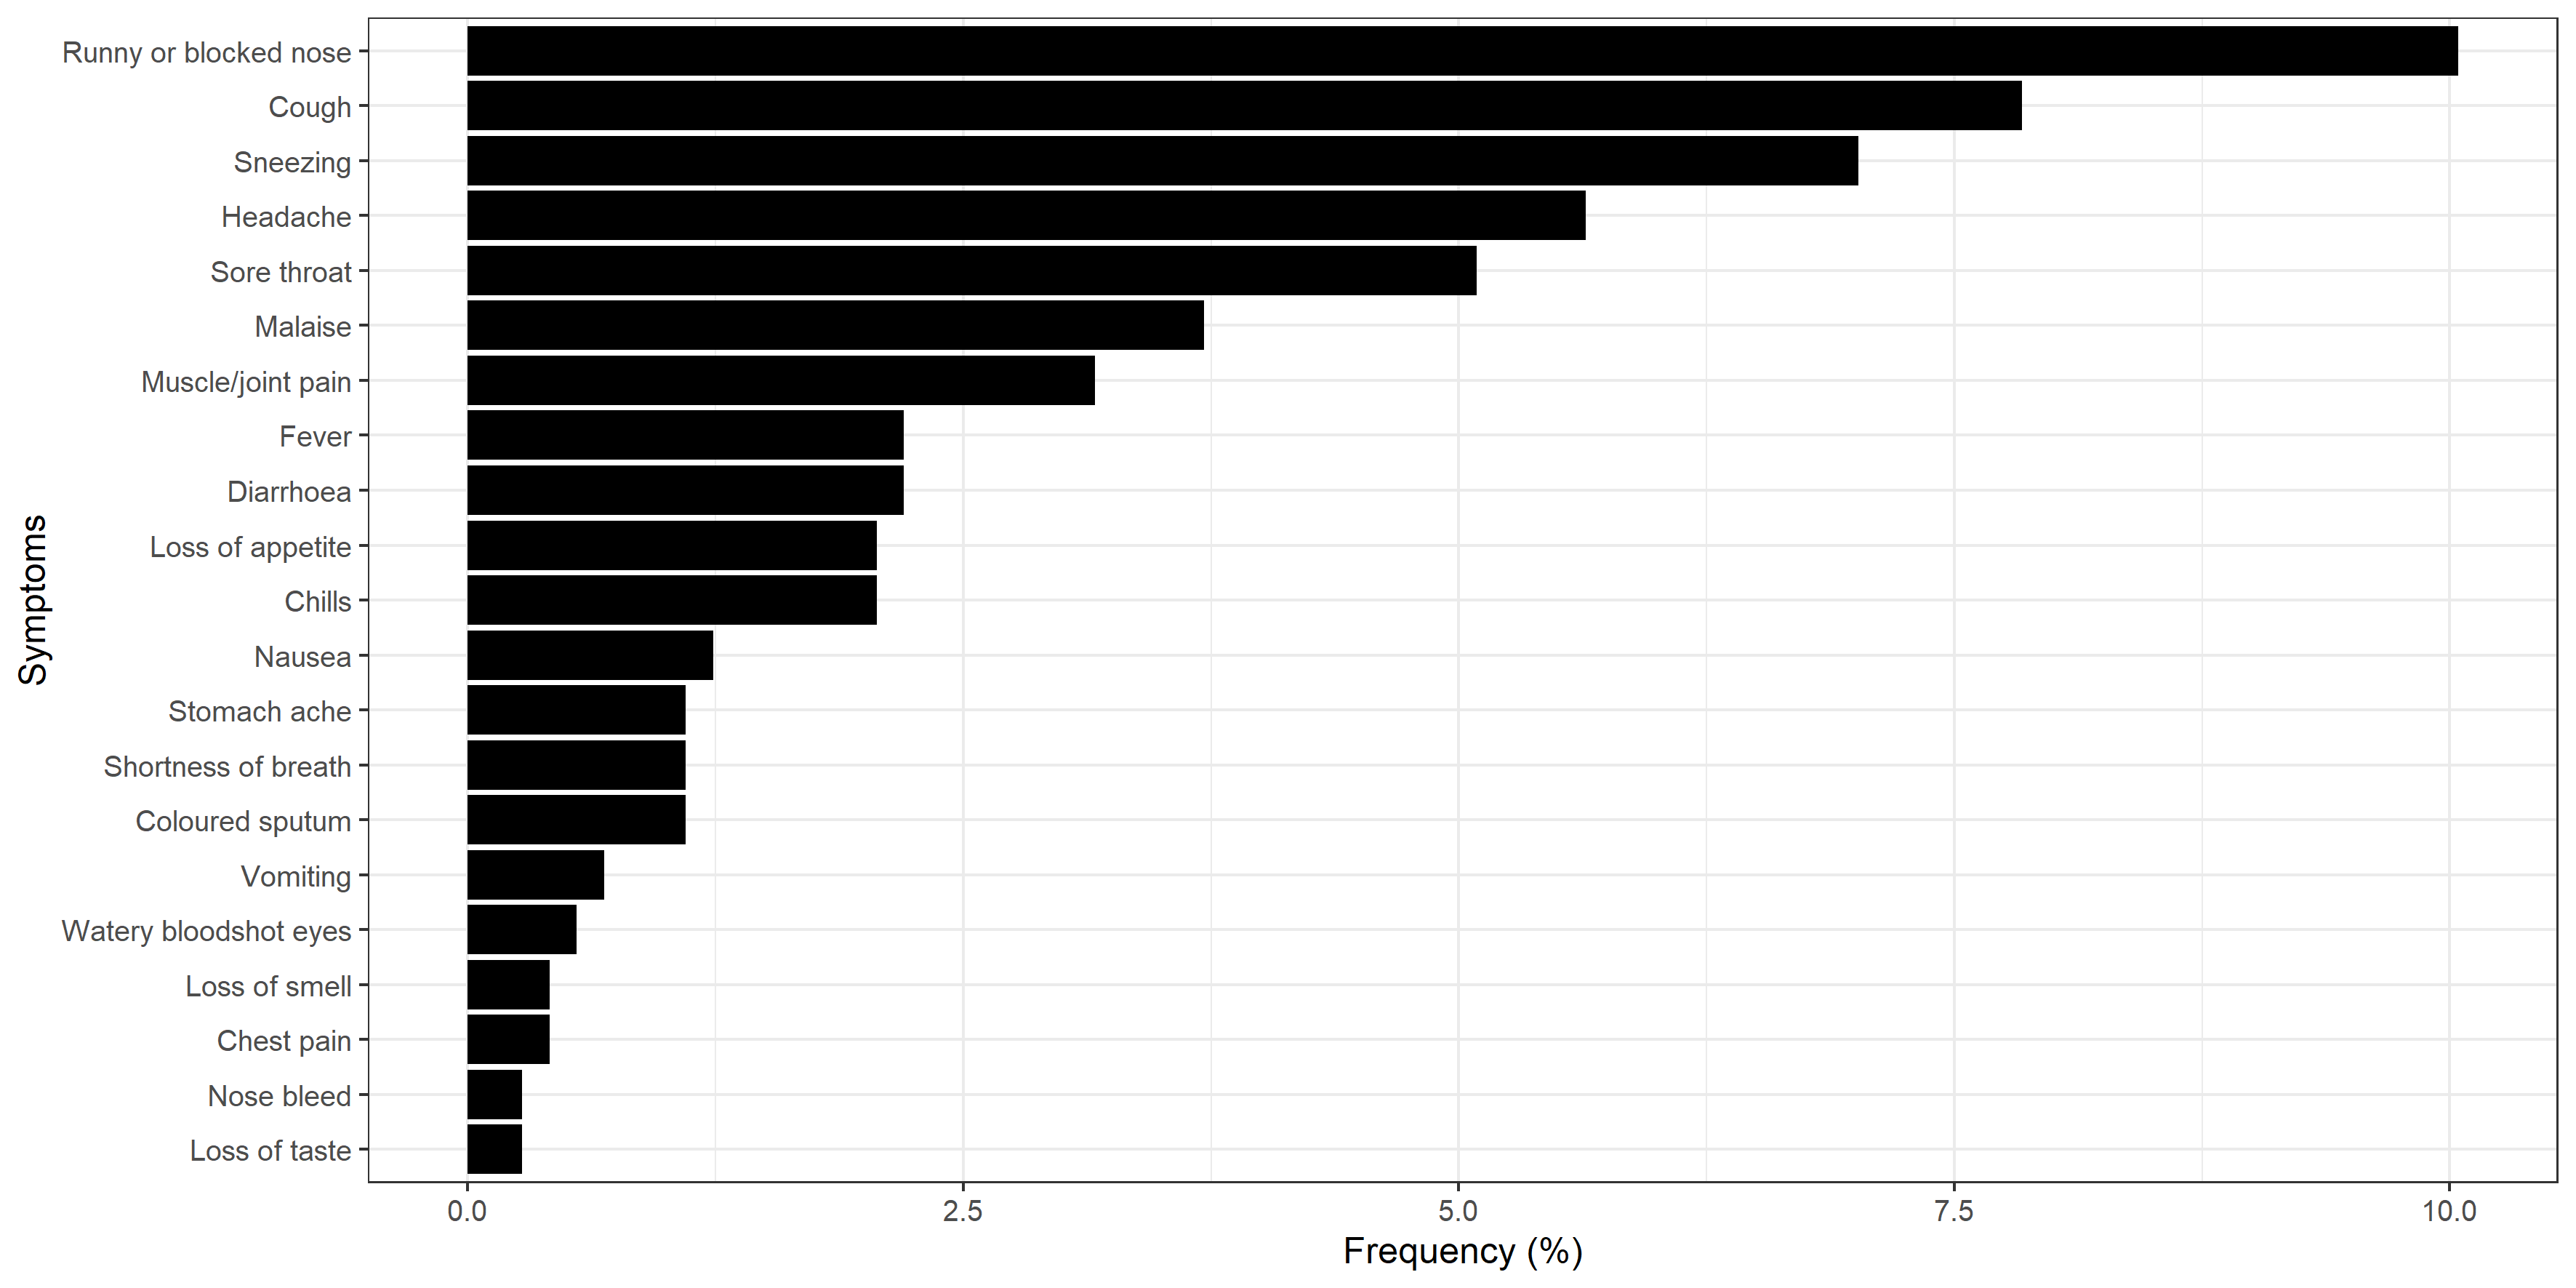 Runny or blocked nose
Cough
Sneezing
Headache
Sore throat
Malaise
Muscle/joint pain
Fever
Diarrhoea
Loss of appetite
Chills
Nausea
Stomach ache
Shortness of breath
Coloured sputum
Vomiting
Watery bloodshot eyes
Loss of smell
Chest pain
Nose bleed
Loss of taste
Symptoms
0.0 2.5 5.0 7.5 10.0
Frequency (%)